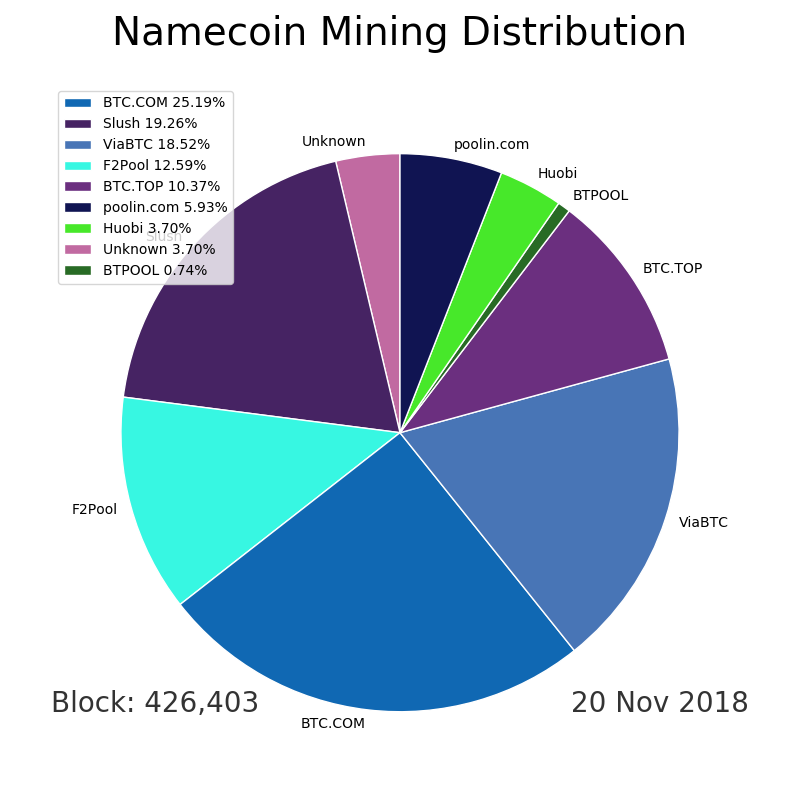 Namecoin Mining Distribution
BTC.COM 25.19%
Slush 19.26%
ViaBTC 18.52%
F2Pool 12.59%
BTC.TOP 10.37%
poolin.com 5.93%
Huobi 3.70%
Unknown 3.70%
BTPOOL 0.74%
Unknown
poolin.com
Huobi
BTPOOL
Slush
BTC.TOP
F2Pool
ViaBTC
Block: 426,403
20 Nov 2018
BTC.COM